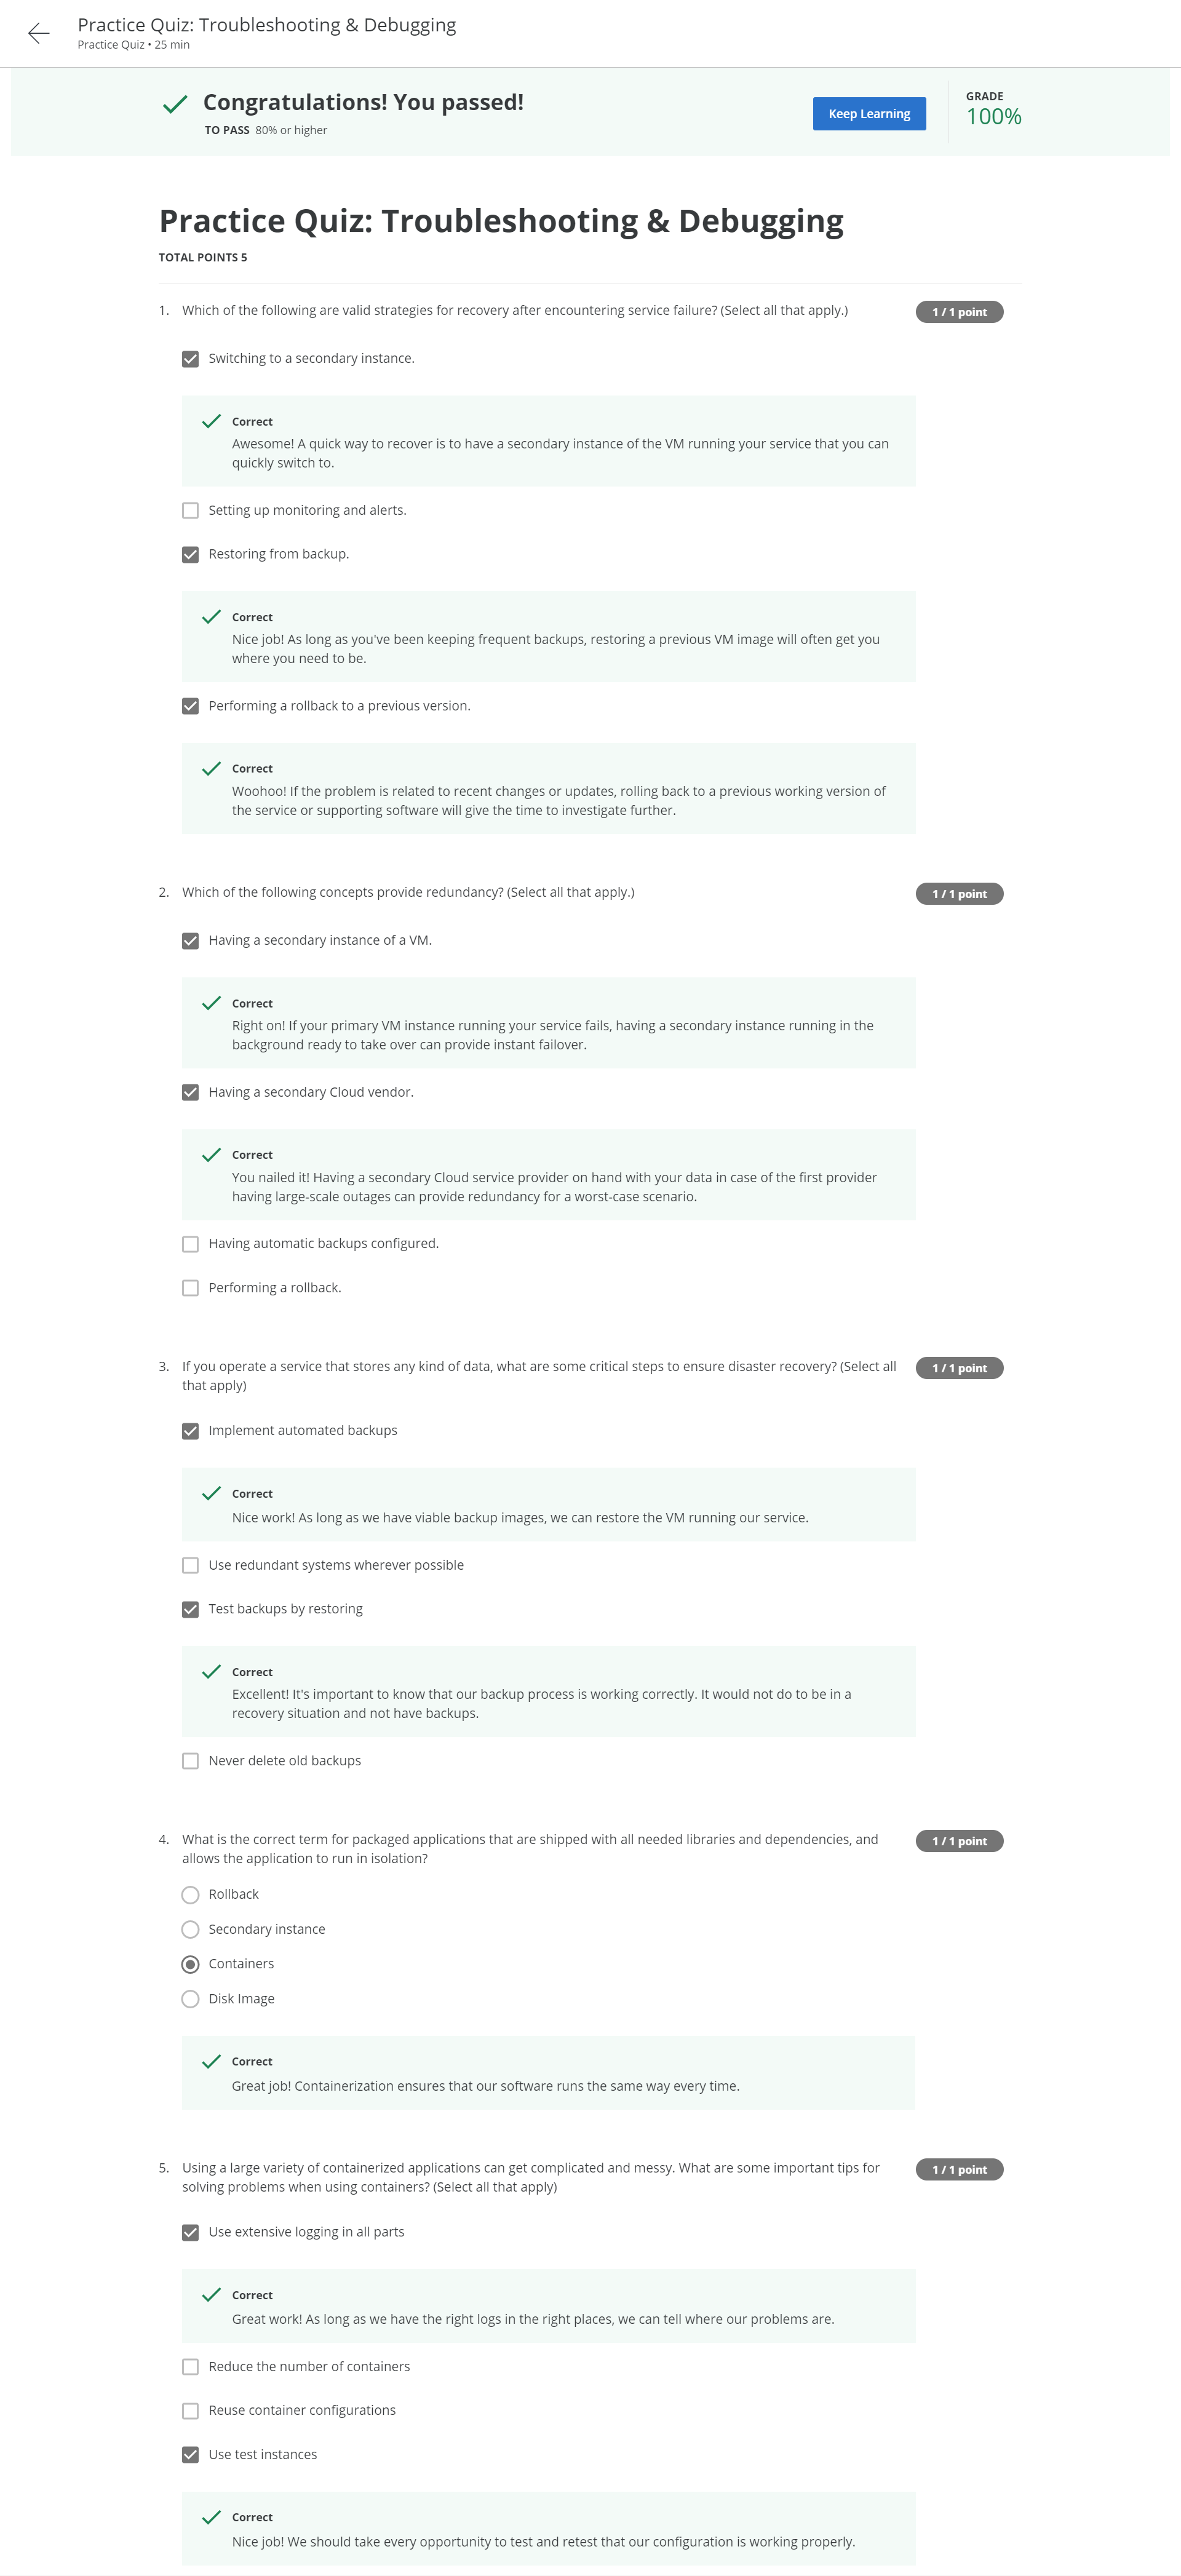 Practice Quiz: Troubleshooting & Debugging
Practice Quiz • 25 min
Congratulations! You passed!
TO PASS 80% or higher
Keep Learning
GRADE
100%
Practice Quiz: Troubleshooting & Debugging
TOTAL POINTS 5
1. Which of the following are valid strategies for recovery after encountering service failure? (Select all that apply.)
1 / 1 point
Switching to a secondary instance.
Correct
Awesome! A quick way to recover is to have a secondary instance of the VM running your service that you can
quickly switch to.
Setting up monitoring and alerts.
Restoring from backup.
Correct
Nice job! As long as you've been keeping frequent backups, restoring a previous VM image will often get you
where you need to be.
Performing a rollback to a previous version.
Correct
Woohoo! If the problem is related to recent changes or updates, rolling back to a previous working version of
the service or supporting software will give the time to investigate further.
2. Which of the following concepts provide redundancy? (Select all that apply.)
1 / 1 point
Having a secondary instance of a VM.
Correct
Right on! If your primary VM instance running your service fails, having a secondary instance running in the
background ready to take over can provide instant failover.
Having a secondary Cloud vendor.
Correct
You nailed it! Having a secondary Cloud service provider on hand with your data in case of the first provider
having large-scale outages can provide redundancy for a worst-case scenario.
Having automatic backups configured.
Performing a rollback.
3. If you operate a service that stores any kind of data, what are some critical steps to ensure disaster recovery? (Select all
that apply)
1 / 1 point
Implement automated backups
Correct
Nice work! As long as we have viable backup images, we can restore the VM running our service.
Use redundant systems wherever possible
Test backups by restoring
Correct
Excellent! It's important to know that our backup process is working correctly. It would not do to be in a
recovery situation and not have backups.
Never delete old backups
4. What is the correct term for packaged applications that are shipped with all needed libraries and dependencies, and
allows the application to run in isolation?
1 / 1 point
Rollback
Secondary instance
Containers
Disk Image
Correct
Great job! Containerization ensures that our software runs the same way every time.
5. Using a large variety of containerized applications can get complicated and messy. What are some important tips for
solving problems when using containers? (Select all that apply)
1 / 1 point
Use extensive logging in all parts
Correct
Great work! As long as we have the right logs in the right places, we can tell where our problems are.
Reduce the number of containers
Reuse container configurations
Use test instances
Correct
Nice job! We should take every opportunity to test and retest that our configuration is working properly.